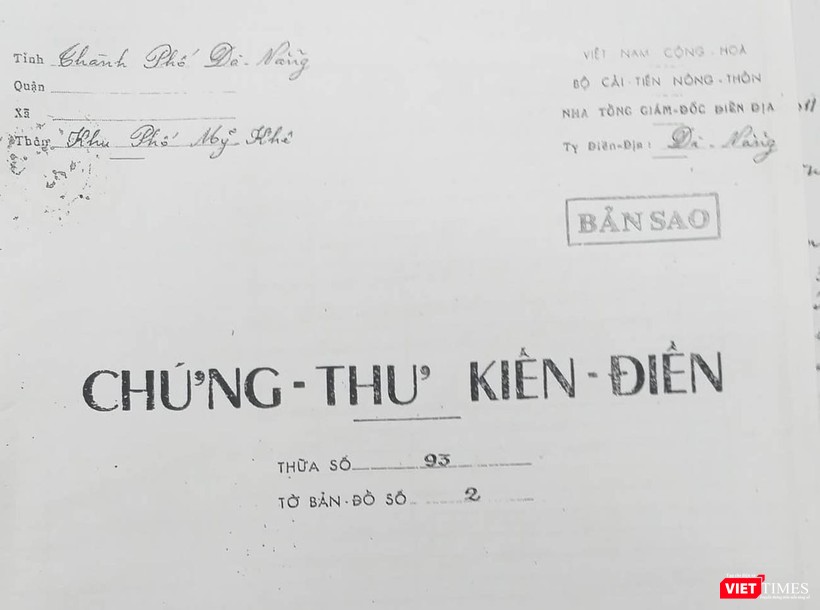 Tỉnh Thành Phố Đà-Nẵng
Quận
Xã
Thôn Khu Phố Mỹ-Khê
VIỆT NAM CỘNG-HOÀ
BỘ CẢI TIẾN NÔNG-THÔN
NHA TỔNG GIÁM-ĐỐC ĐIỀN ĐỊA
Ty Điền-Địa: Đà-Nẵng
BẢN SAO
CHỨNG-THƯ KIẾN-ĐIỀN
THỬA SỐ 93
TỜ BẢN-ĐỒ SỐ 2
VIETTIMES